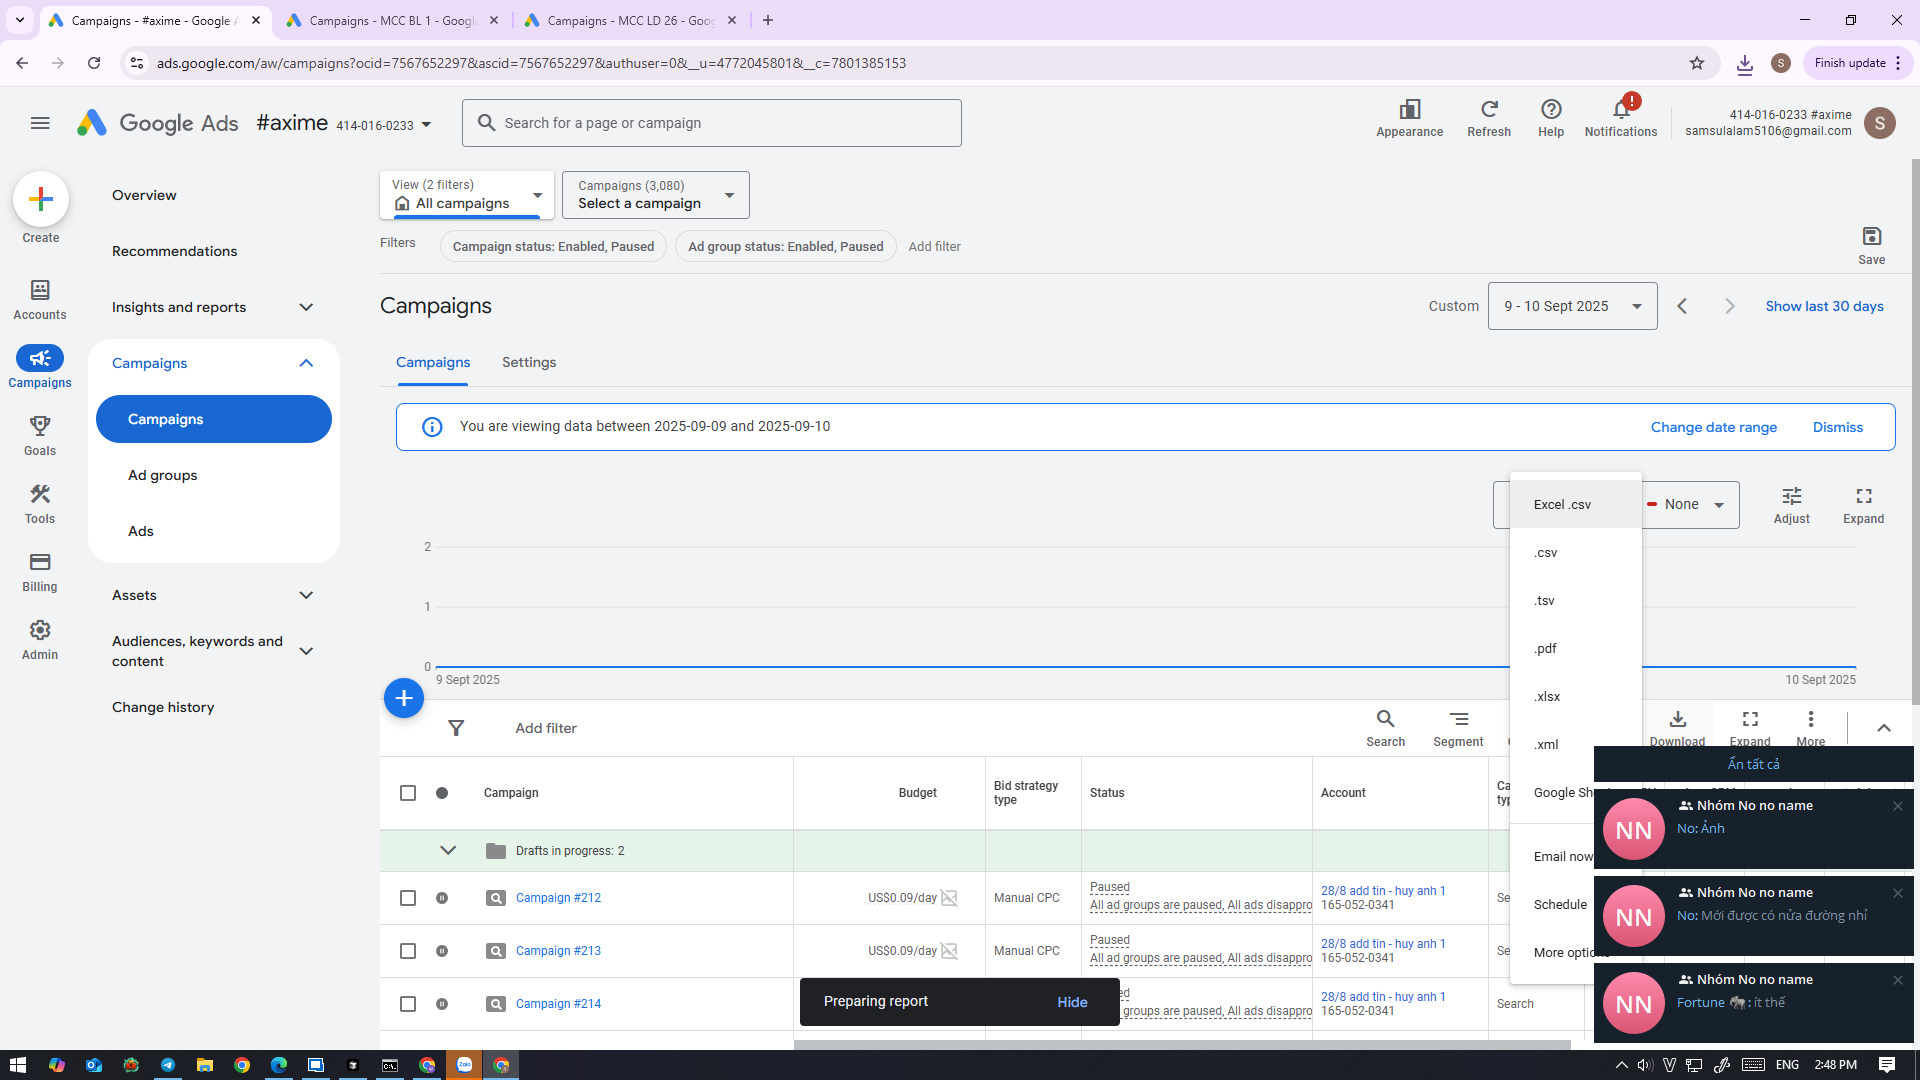 Campaigns - #axime - Google A
Campaigns - MCC BL 1 - Googl
Campaigns - MCC LD 26 - Goo
ads.google.com/aw/campaigns?ocid=7567652297&ascid=7567652297&authuser=0&__u=4772045801&__c=7801385153
S
Finish update
Google Ads
#axime 414-016-0233
Search for a page or campaign
Appearance
Refresh
Help
!
Notifications
414-016-0233 #axime
samsulalam5106@gmail.com
S
Create
Accounts
Campaigns
Goals
Tools
Billing
Admin
Overview
Recommendations
Insights and reports
Campaigns
Campaigns
Ad groups
Ads
Assets
Audiences, keywords and
content
Change history
View (2 filters)
All campaigns
Campaigns (3,080)
Select a campaign
Filters
Campaign status: Enabled, Paused
Ad group status: Enabled, Paused
Add filter
Save
Campaigns
Custom
9 - 10 Sept 2025
Show last 30 days
Campaigns
Settings
You are viewing data between 2025-09-09 and 2025-09-10
Change date range
Dismiss
None
Adjust
Expand
2
1
0
9 Sept 2025
10 Sept 2025
Excel .csv
.csv
.tsv
.pdf
.xlsx
.xml
Google Sh
Email now
Schedule
More optio
Add filter
Search
Segment
Download
Expand
More
Campaign
Budget
Bid strategy
type
Status
Account
Ca
typ
Drafts in progress: 2
Campaign #212
US$0.09/day
Manual CPC
Paused
All ad groups are paused, All ads disappro
28/8 add tin - huy anh 1
165-052-0341
Se
Campaign #213
US$0.09/day
Manual CPC
Paused
All ad groups are paused, All ads disappro
28/8 add tin - huy anh 1
165-052-0341
Se
Campaign #214
ed
groups are paused, All ads disappro
28/8 add tin - huy anh 1
165-052-0341
Search
Preparing report
Hide
Ẩn tất cả
NN
Nhóm No no name
No: Ảnh
NN
Nhóm No no name
No: Mới được có nửa đường nhỉ
NN
Nhóm No no name
Fortune 🐘: ít thế
Zalo
ENG
2:48 PM